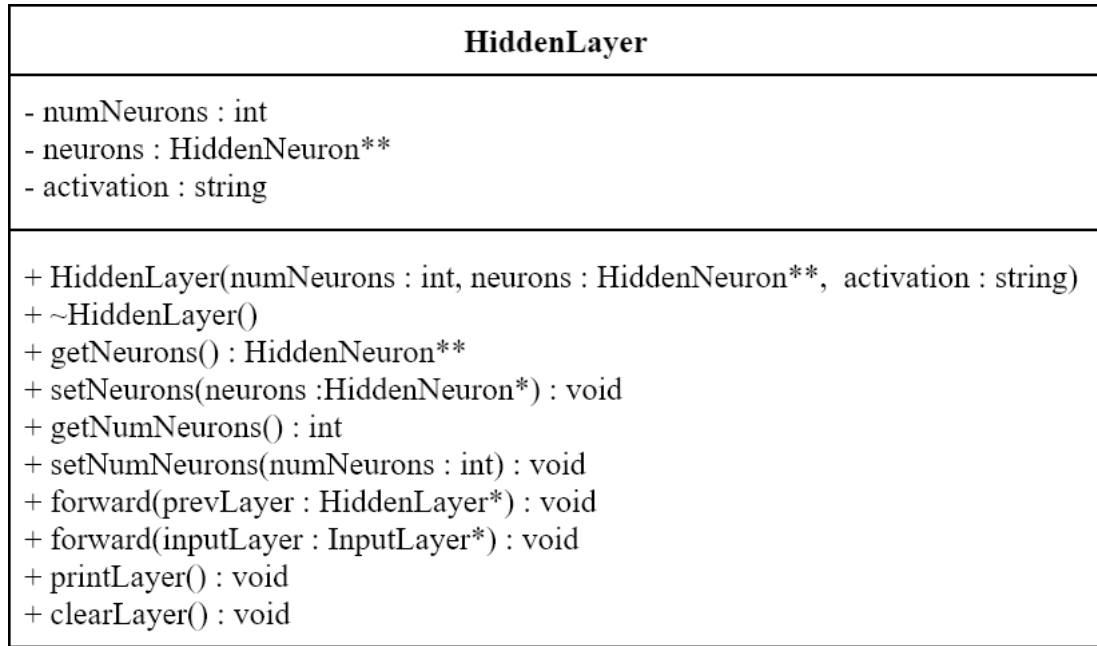 HiddenLayer
- numNeurons : int
- neurons : HiddenNeuron**
- activation : string
+ HiddenLayer(numNeurons : int, neurons : HiddenNeuron**,  activation : string)
+ ~HiddenLayer()
+ getNeurons() : HiddenNeuron**
+ setNeurons(neurons :HiddenNeuron*) : void
+ getNumNeurons() : int
+ setNumNeurons(numNeurons : int) : void
+ forward(prevLayer : HiddenLayer*) : void
+ forward(inputLayer : InputLayer*) : void
+ printLayer() : void
+ clearLayer() : void